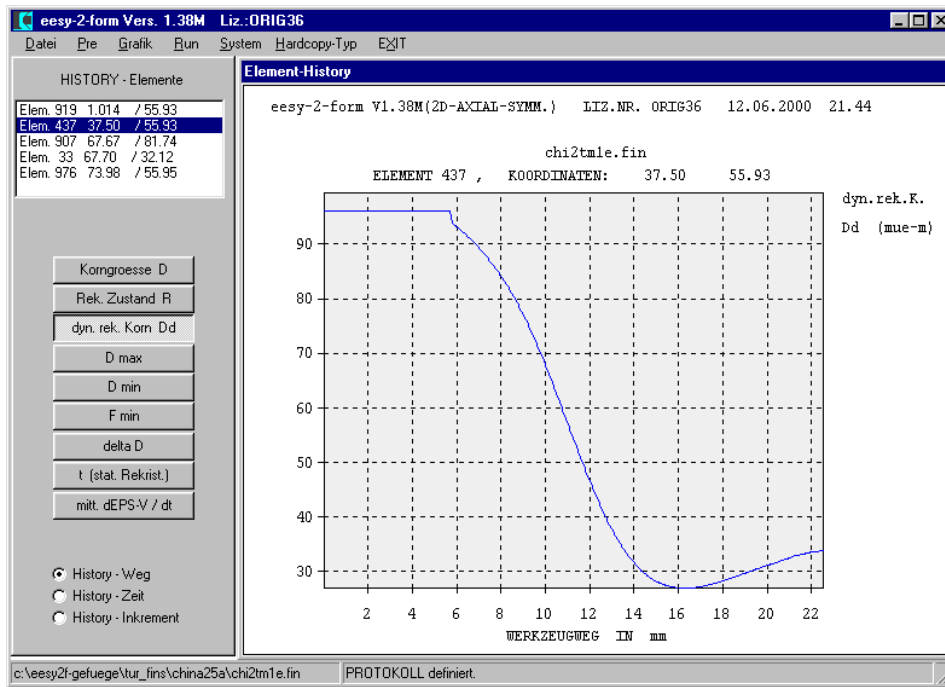 eesy-2-form Vers. 1.38M Liz.:ORIG36
Datei Pre Grafik Run System Hardcopy-Typ EXIT
HISTORY - Elemente
Elem. 919 1.014 / 55.93
Elem. 437 37.50 / 55.93
Elem. 907 67.67 / 81.74
Elem. 33 67.70 / 32.12
Elem. 976 73.98 / 55.95
Korngroesse D
Rek. Zustand R
dyn. rek. Korn Dd
D max
D min
F min
delta D
t (stat. Rekrist.)
mitt. dEPS-V / dt
History - Weg
History - Zeit
History - Inkrement
Element-History
eesy-2-form V1.38M(2D-AXIAL-SYMM.) LIZ.NR. ORIG36 12.06.2000 21.44
chi2tm1e.fin
ELEMENT 437 , KOORDINATEN: 37.50 55.93
dyn.rek.K.
Dd (mue-m)
90
80
70
60
50
40
30
2 4 6 8 10 12 14 16 18 20 22
WERKZEUGWEG IN mm
c:\eesy2f-gefuege\tur_fins\china25a\chi2tm1e.fin PROTOKOLL definiert.